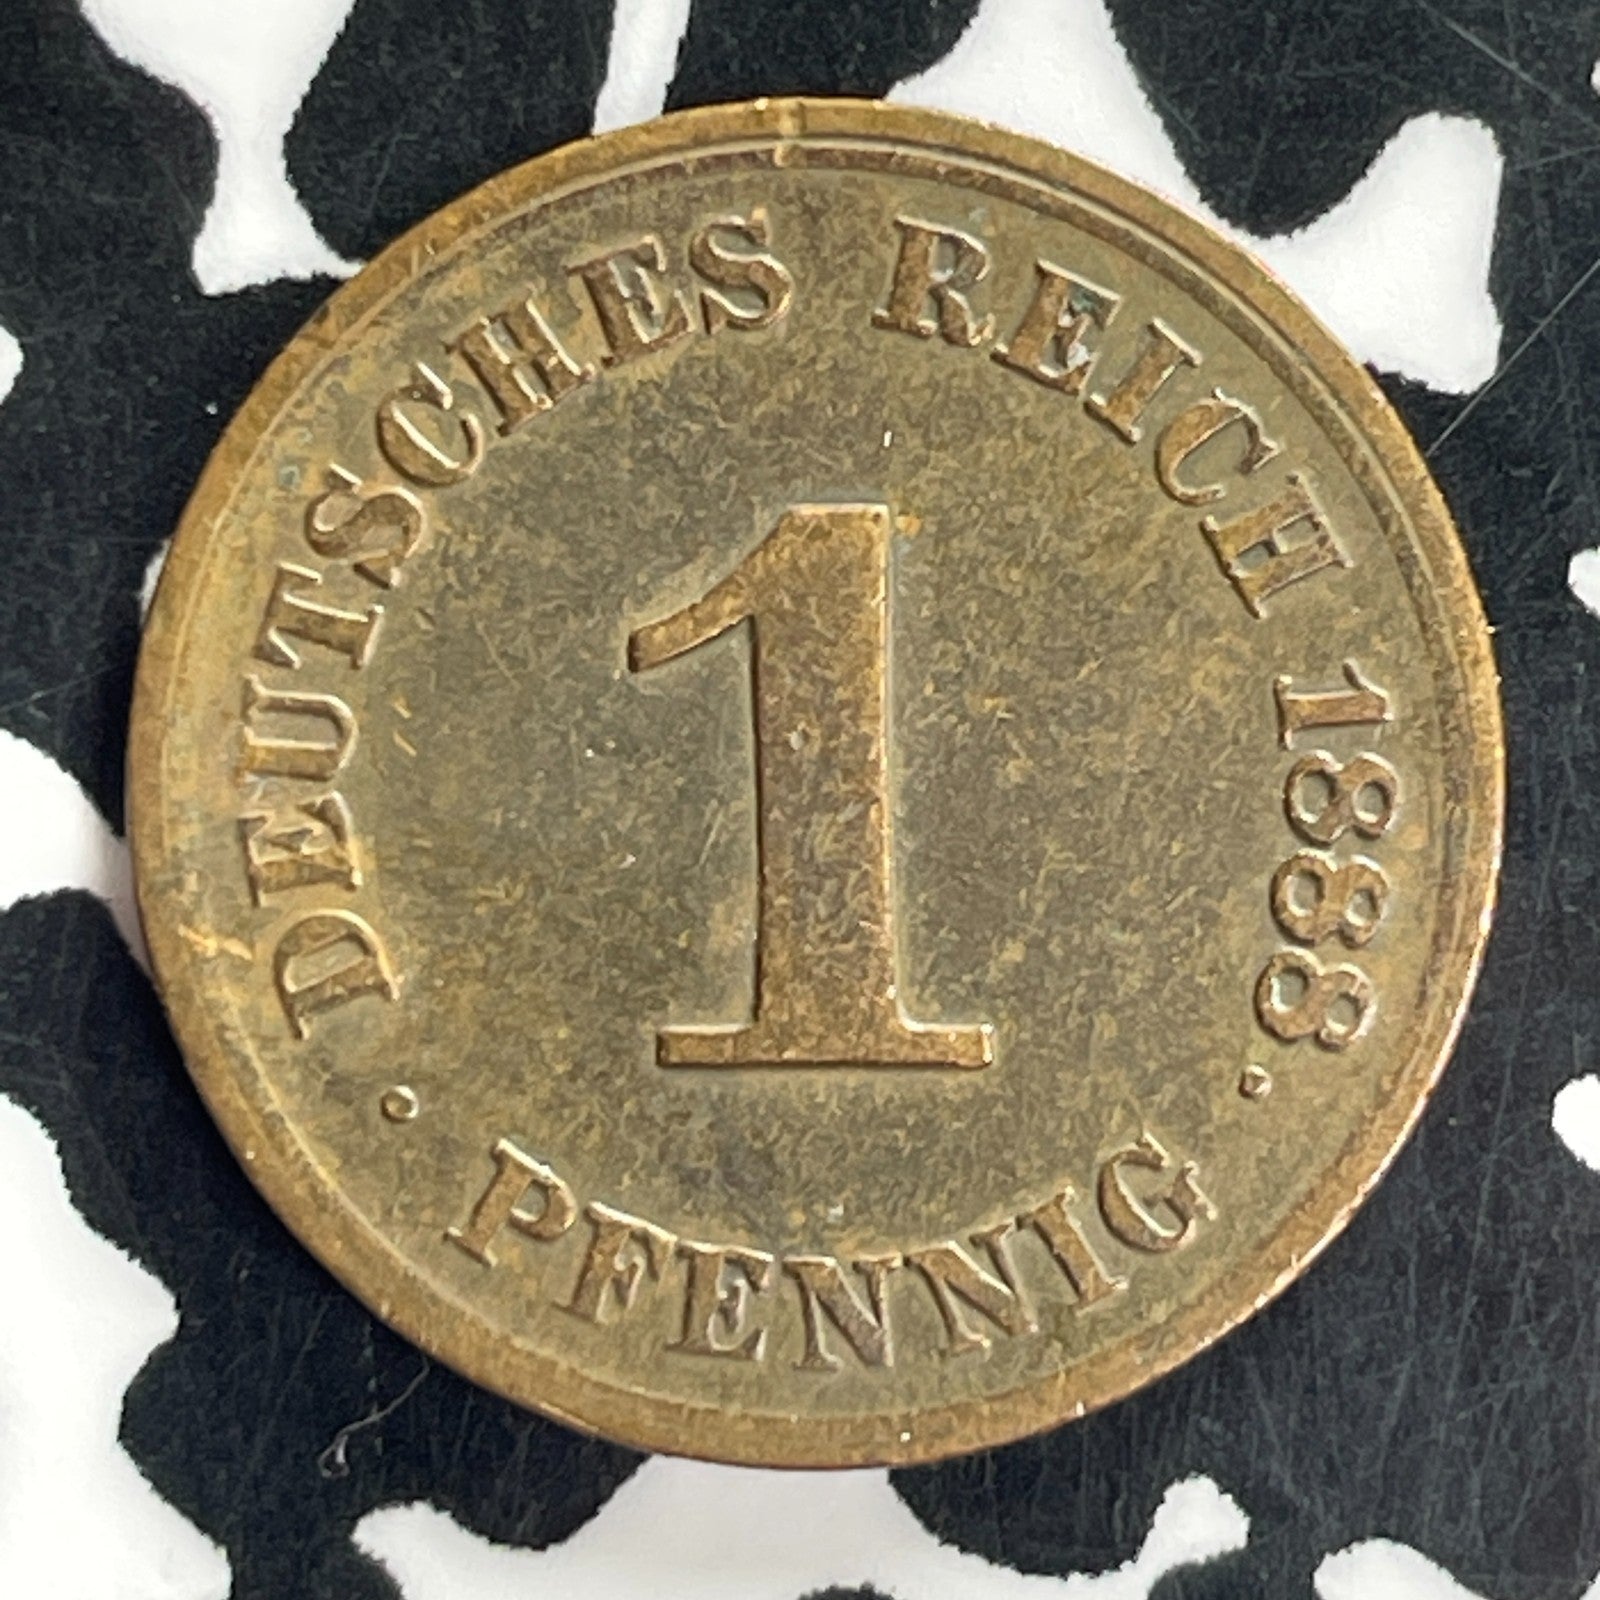 DEUTSCHES REICH 1888
1
· PFENNIG ·